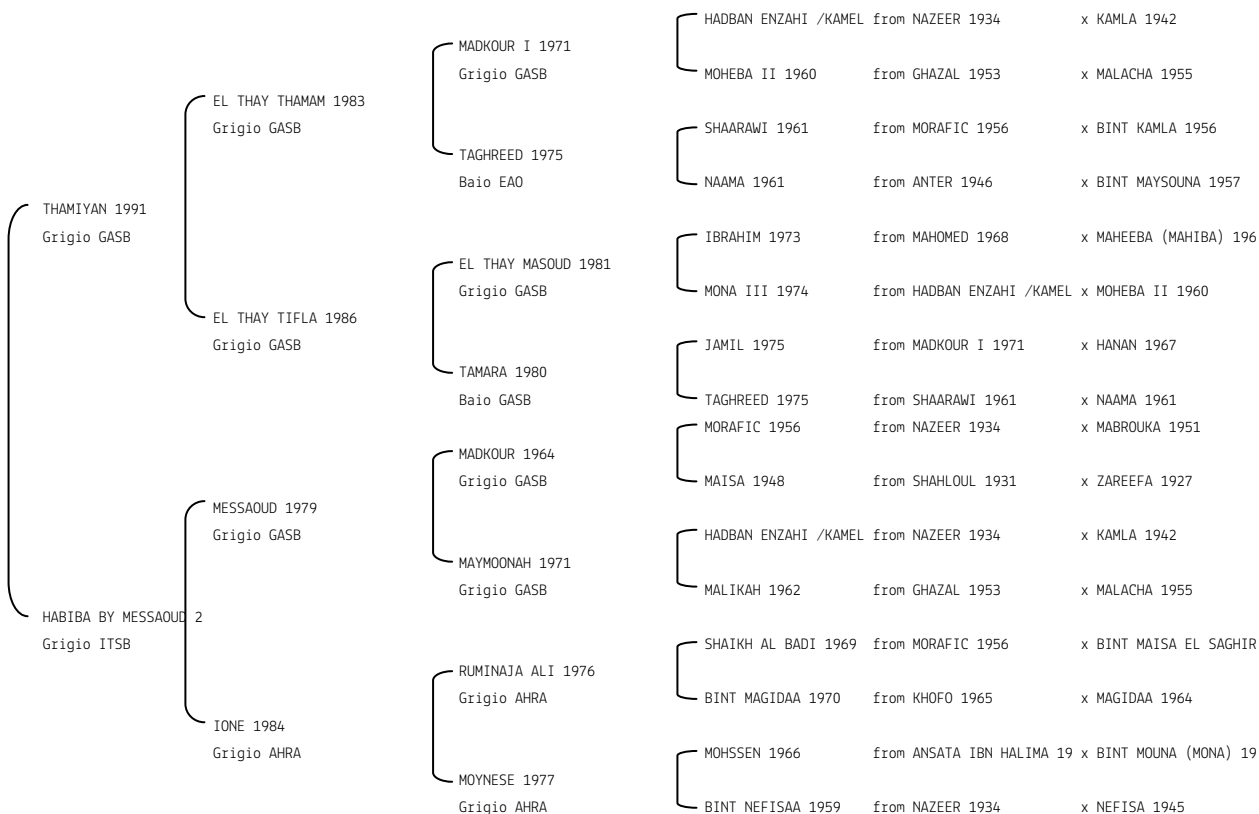 HADBAN ENZAHI /KAMEL from NAZEER 1934 x KAMLA 1942
MADKOUR I 1971
Grigio GASB
MOHEBA II 1960 from GHAZAL 1953 x MALACHA 1955
EL THAY THAMAM 1983
Grigio GASB
SHAARAWI 1961 from MORAFIC 1956 x BINT KAMLA 1956
TAGHREED 1975
Baio EAO
NAAMA 1961 from ANTER 1946 x BINT MAYSOUNA 1957
THAMIYAN 1991
Grigio GASB
IBRAHIM 1973 from MAHOMED 1968 x MAHEEBA (MAHIBA) 196
EL THAY MASOUD 1981
Grigio GASB
MONA III 1974 from HADBAN ENZAHI /KAMEL x MOHEBA II 1960
EL THAY TIFLA 1986
Grigio GASB
JAMIL 1975 from MADKOUR I 1971 x HANAN 1967
TAMARA 1980
Baio GASB
TAGHREED 1975 from SHAARAWI 1961 x NAAMA 1961
MORAFIC 1956 from NAZEER 1934 x MABROUKA 1951
MADKOUR 1964
Grigio GASB
MAISA 1948 from SHAHLOUL 1931 x ZAREEFA 1927
MESSAOUD 1979
Grigio GASB
HADBAN ENZAHI /KAMEL from NAZEER 1934 x KAMLA 1942
MAYMOONAH 1971
Grigio GASB
MALIKAH 1962 from GHAZAL 1953 x MALACHA 1955
HABIBA BY MESSAOUD 2
Grigio ITSB
SHAIKH AL BADI 1969 from MORAFIC 1956 x BINT MAISA EL SAGHIR
RUMINAJA ALI 1976
Grigio AHRA
BINT MAGIDAA 1970 from KHOFO 1965 x MAGIDAA 1964
IONE 1984
Grigio AHRA
MOHSSEN 1966 from ANSATA IBN HALIMA 19 x BINT MOUNA (MONA) 19
MOYNESE 1977
Grigio AHRA
BINT NEFISAA 1959 from NAZEER 1934 x NEFISA 1945